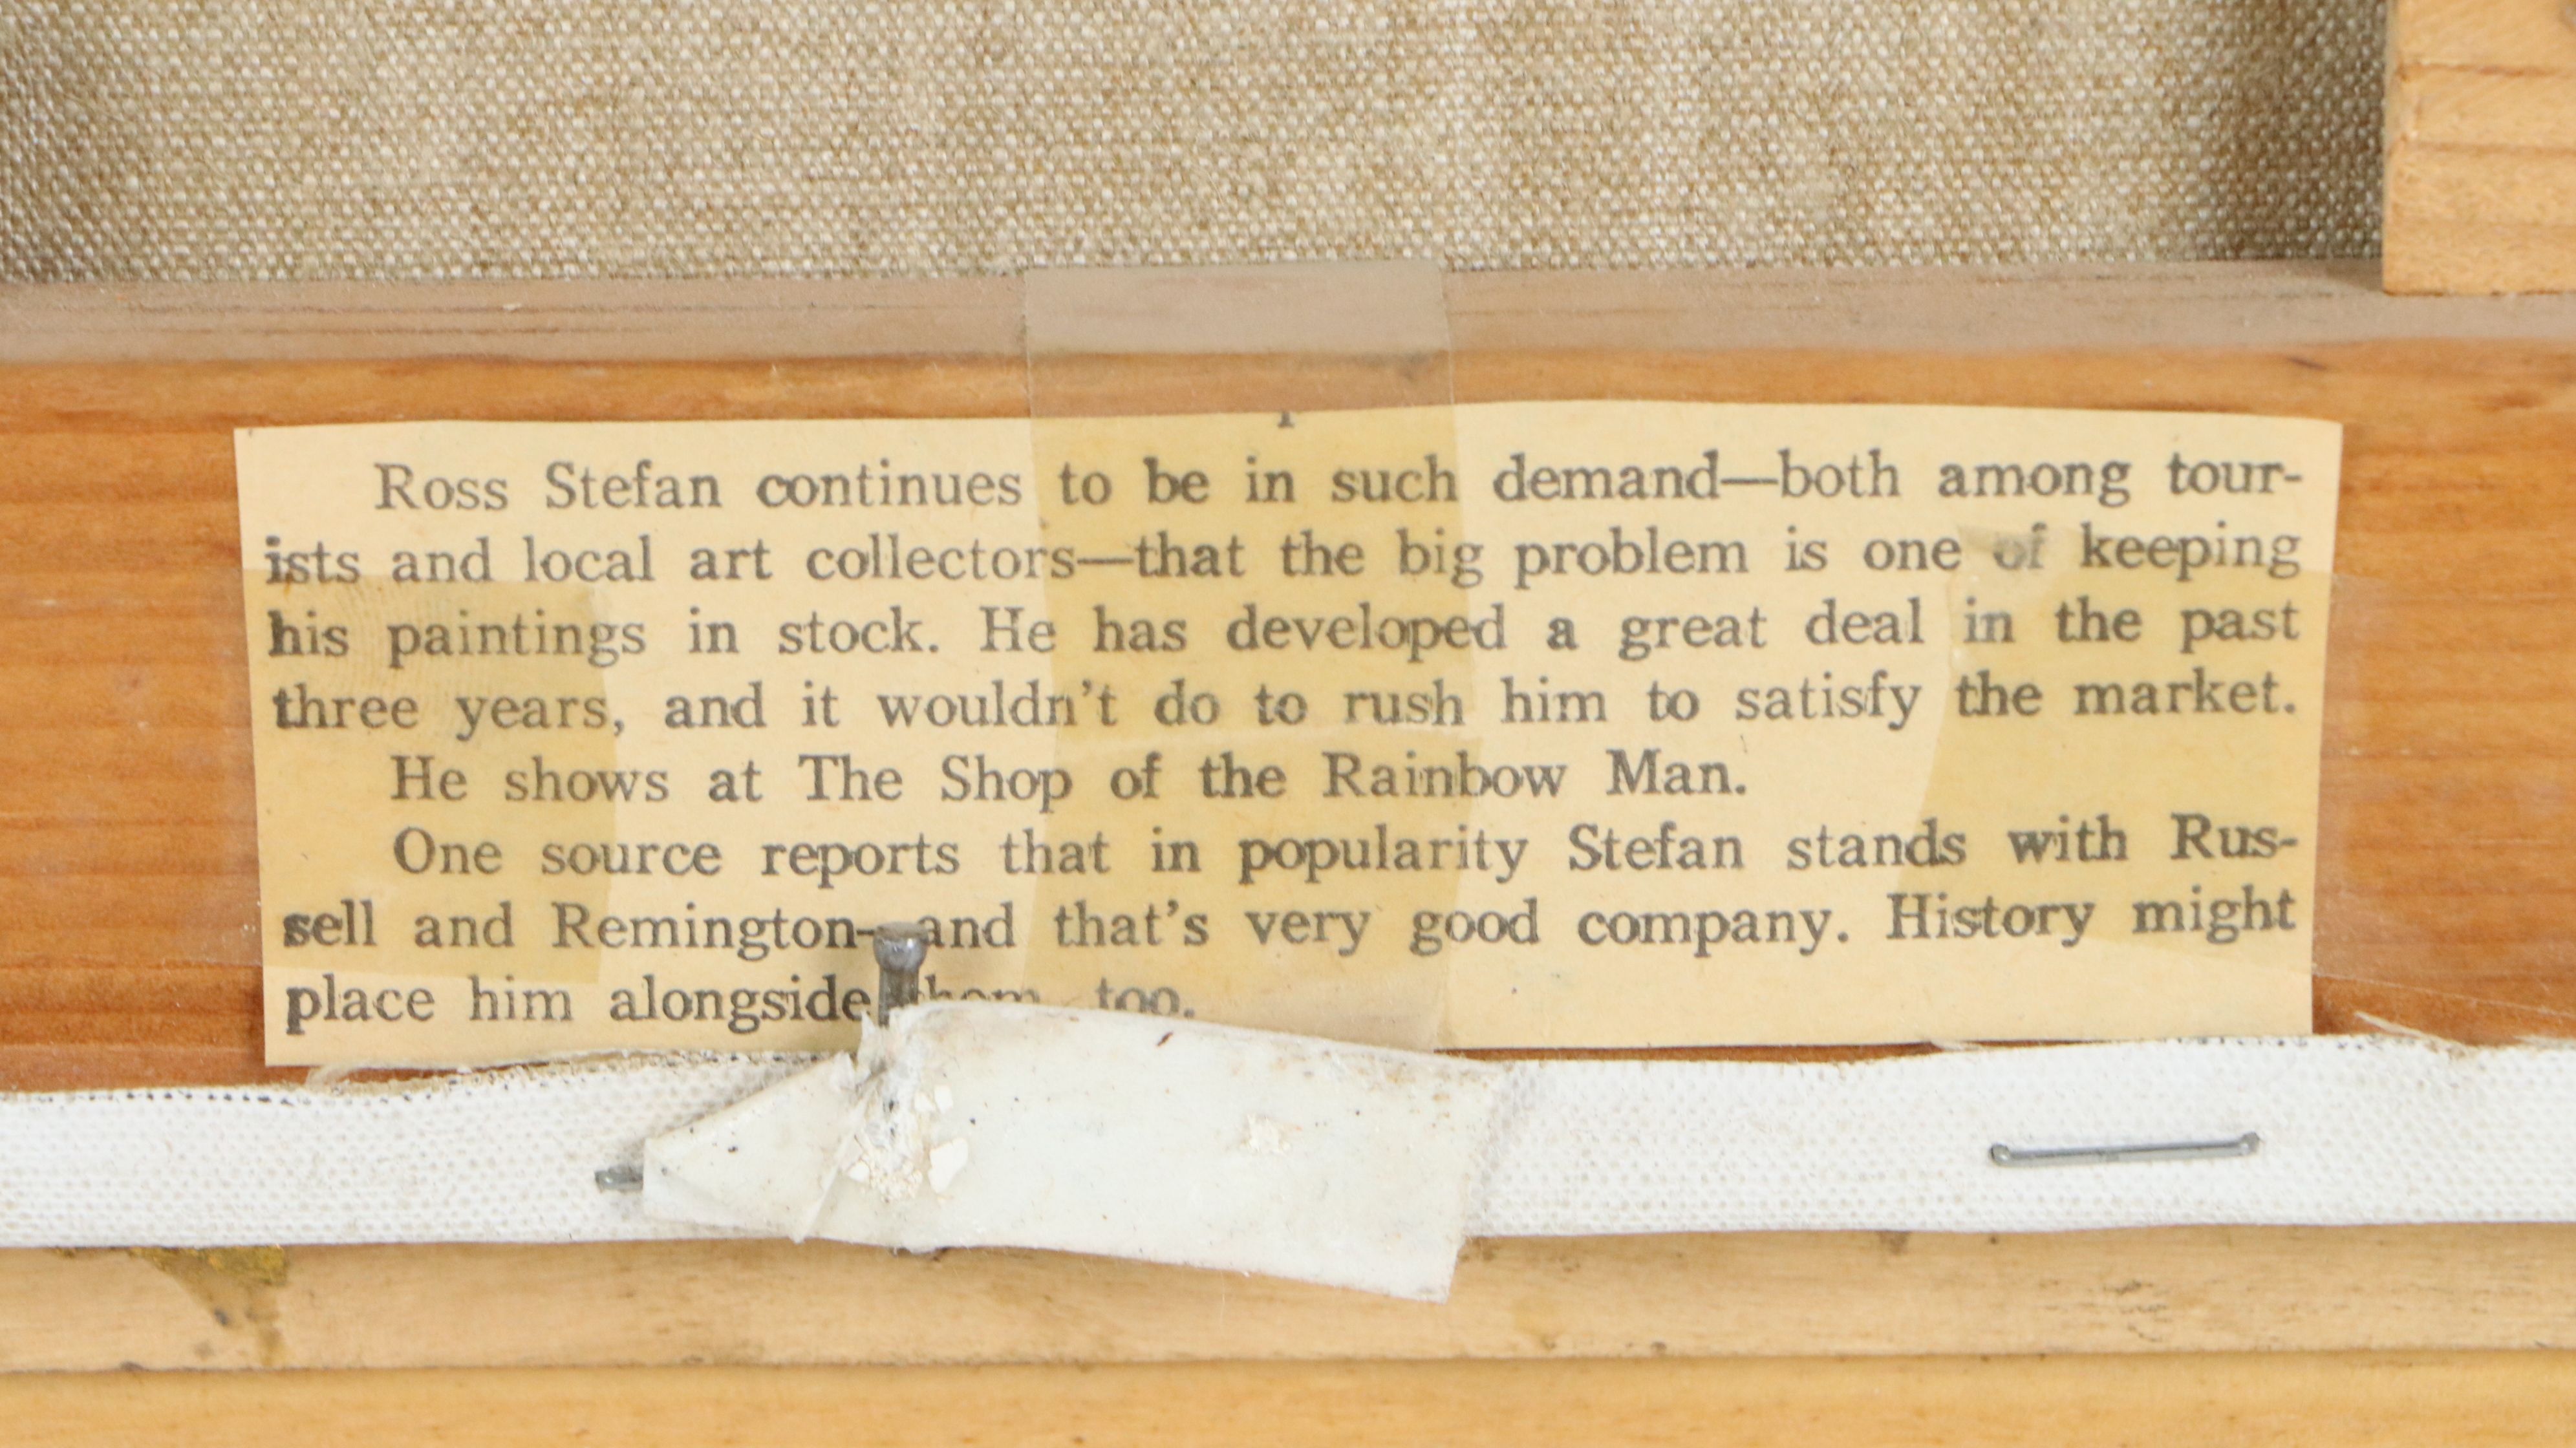 Ross Stefan continues to be in such demand—both among tour-
ists and local art collectors—that the big problem is one of keeping
his paintings in stock. He has developed a great deal in the past
three years, and it wouldn't do to rush him to satisfy the market.
He shows at The Shop of the Rainbow Man.
One source reports that in popularity Stefan stands with Rus-
sell and Remington—and that's very good company. History might
place him alongside them, too.